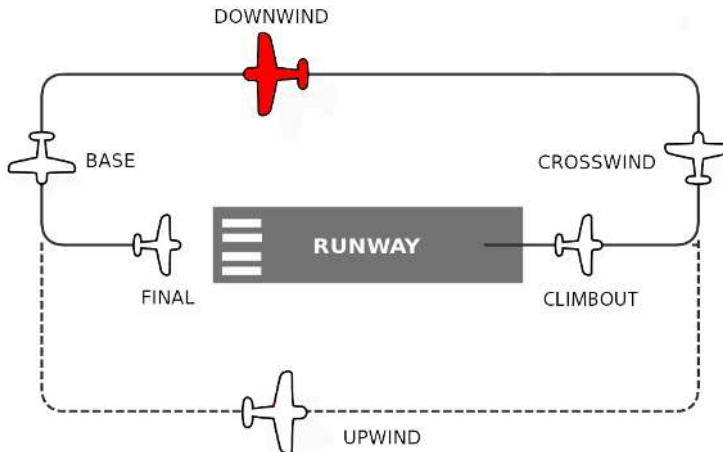 DOWNWIND
BASE
CROSSWIND
RUNWAY
FINAL
CLIMBOUT
UPWIND